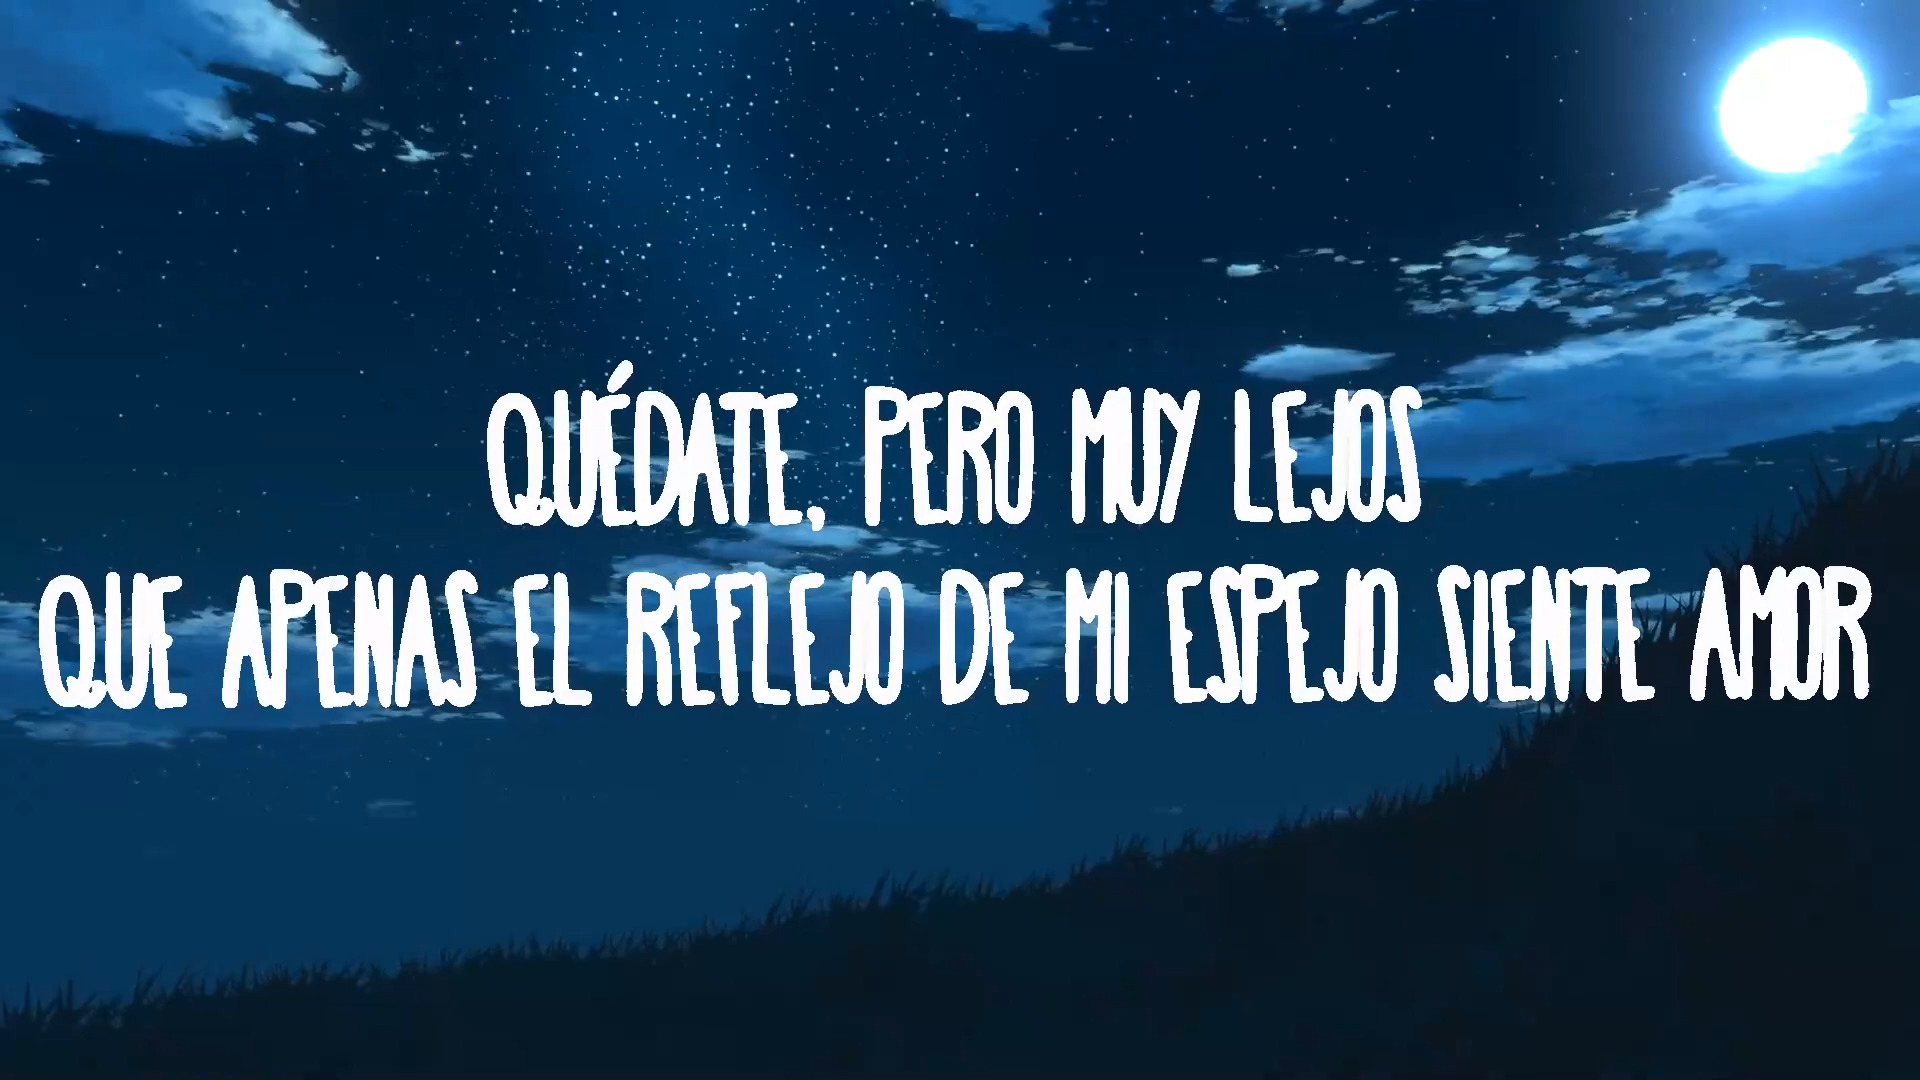 QUÉDATE, PERO MUY LEJOS
QUE APENAS EL REFLEJO DE MI ESPEJO SIENTE AMOR